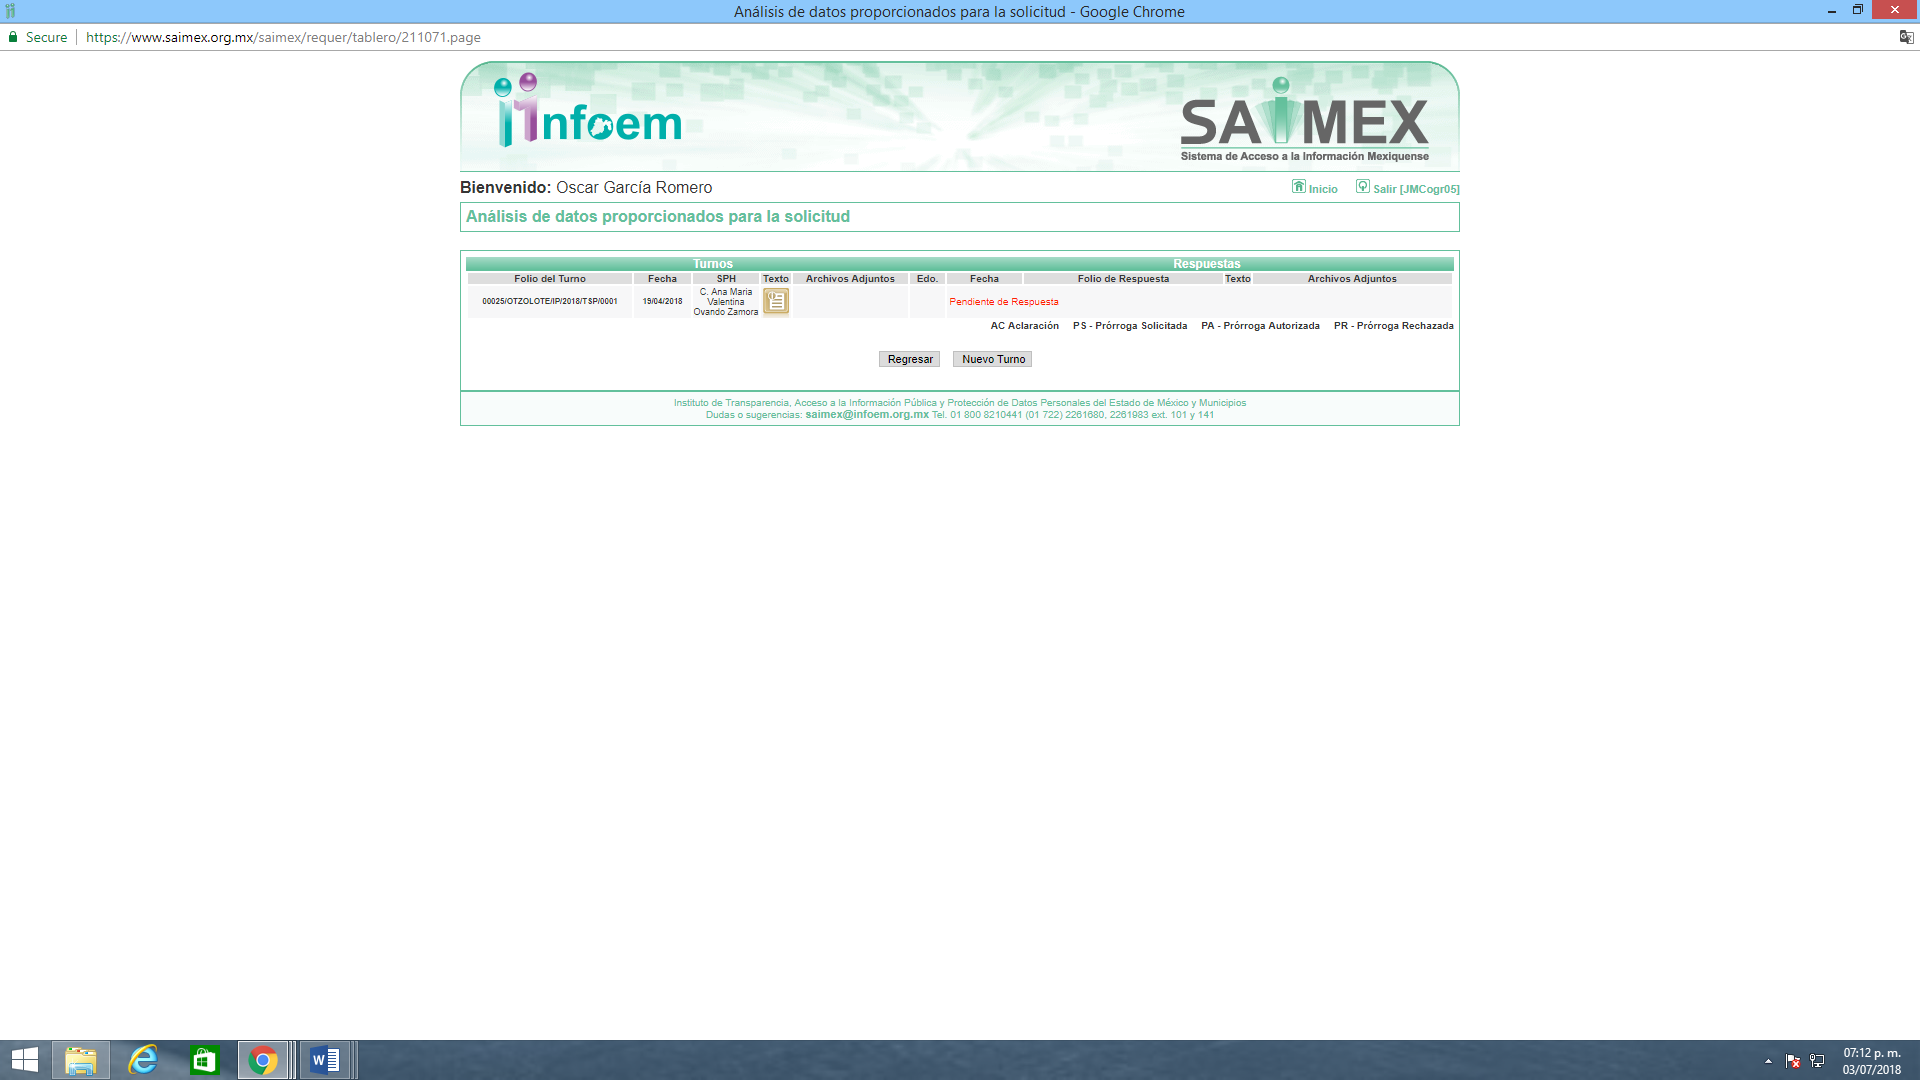 Análisis de datos proporcionados para la solicitud - Google Chrome
Secure https://www.saimex.org.mx/saimex/requer/tablero/211071.page
infoem
SAIMEX
Sistema de Acceso a la Información Mexiquense
Bienvenido: Oscar García Romero
Inicio Salir [JMCogr05]
Análisis de datos proporcionados para la solicitud
Turnos Respuestas
Folio del Turno Fecha SPH Texto Archivos Adjuntos Edo. Fecha Folio de Respuesta Texto Archivos Adjuntos
00025/OTZOLOTE/IP/2018/TSP/0001 19/04/2018 C. Ana Maria Valentina Ovando Zamora Pendiente de Respuesta
AC Aclaración PS - Prórroga Solicitada PA - Prórroga Autorizada PR - Prórroga Rechazada
Regresar Nuevo Turno
Instituto de Transparencia, Acceso a la Información Pública y Protección de Datos Personales del Estado de México y Municipios
Dudas o sugerencias: saimex@infoem.org.mx Tel. 01 800 8210441 (01 722) 2261680, 2261983 ext. 101 y 141
07:12 p. m.
03/07/2018